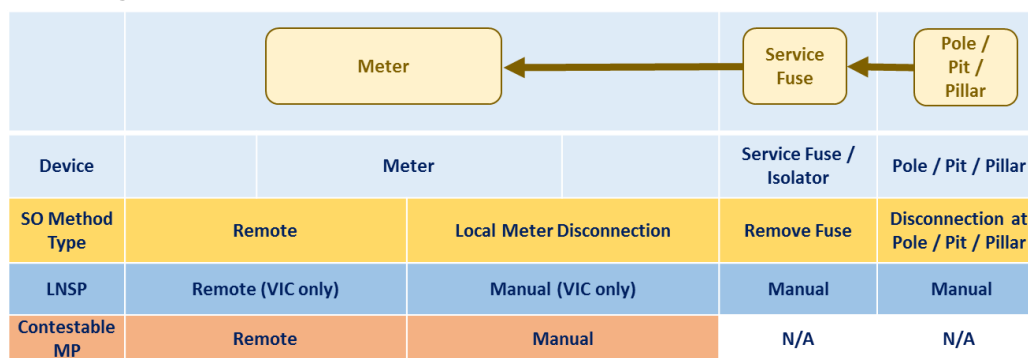 Meter
Service
Fuse
Pole /
Pit /
Pillar
Device
Meter
Service Fuse /
Isolator
Pole / Pit / Pillar
SO Method
Type
Remote
Local Meter Disconnection
Remove Fuse
Disconnection at
Pole / Pit / Pillar
LNSP
Remote (VIC only)
Manual (VIC only)
Manual
Manual
Contestable
MP
Remote
Manual
N/A
N/A